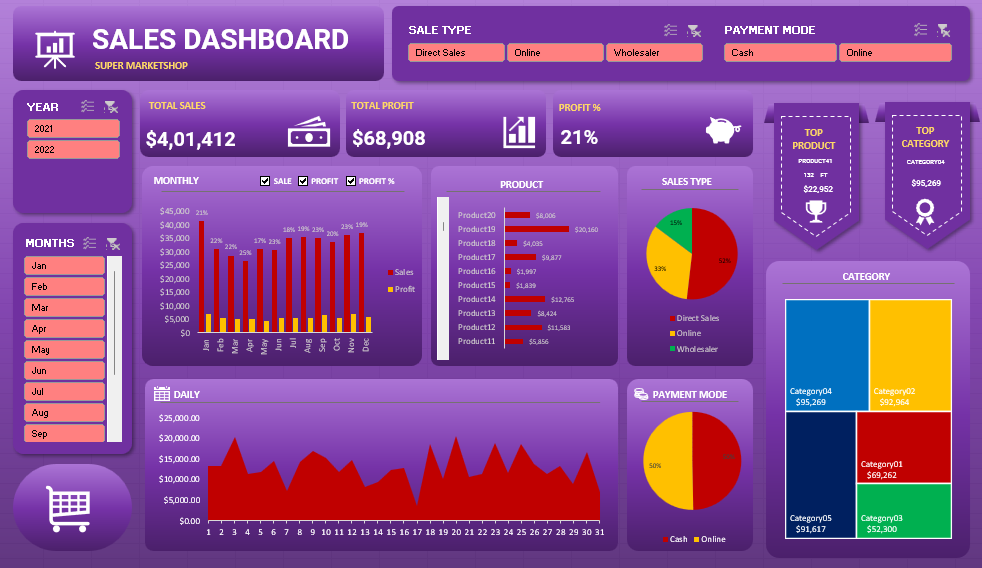 SALES DASHBOARD
SUPER MARKETSHOP
SALE TYPE
Direct Sales
Online
Wholesaler
PAYMENT MODE
Cash
Online
YEAR
2021
2022
TOTAL SALES
$4,01,412
TOTAL PROFIT
$68,908
PROFIT %
21%
TOP
PRODUCT
PRODUCT41
132 FT
$22,952
TOP
CATEGORY
CATEGORY04
$95,269
MONTHS
Jan
Feb
Mar
Apr
May
Jun
Jul
Aug
Sep
MONTHLY
SALE
PROFIT
PROFIT %
$45,000
$40,000
$35,000
$30,000
$25,000
$20,000
$15,000
$10,000
$5,000
$0
21% 22% 22% 25% 17% 23% 18% 19% 23% 20% 23% 19%
Jan Feb Mar Apr May Jun Jul Aug Sep Oct Nov Dec
Sales
Profit
PRODUCT
Product20 $8,006
Product19 $20,160
Product18 $4,035
Product17 $9,877
Product16 $1,997
Product15 $1,839
Product14 $12,765
Product13 $8,424
Product12 $11,583
Product11 $5,856
SALES TYPE
15%
52%
33%
Direct Sales
Online
Wholesaler
CATEGORY
Category04
$95,269
Category02
$92,964
Category05
$91,617
Category01
$69,262
Category03
$52,300
DAILY
$25,000.00
$20,000.00
$15,000.00
$10,000.00
$5,000.00
$0.00
1 2 3 4 5 6 7 8 9 10 11 12 13 14 15 16 17 18 19 20 21 22 23 24 25 26 27 28 29 30 31
PAYMENT MODE
50%
Cash
Online